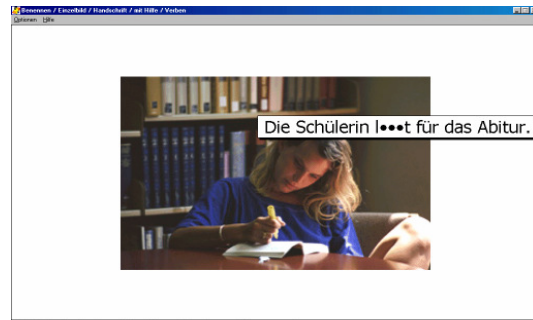 Benennen / Einzelbild / Handschrift / mit Hilfe / Verben
Optionen Hilfe
Die Schülerin l●●●t für das Abitur.